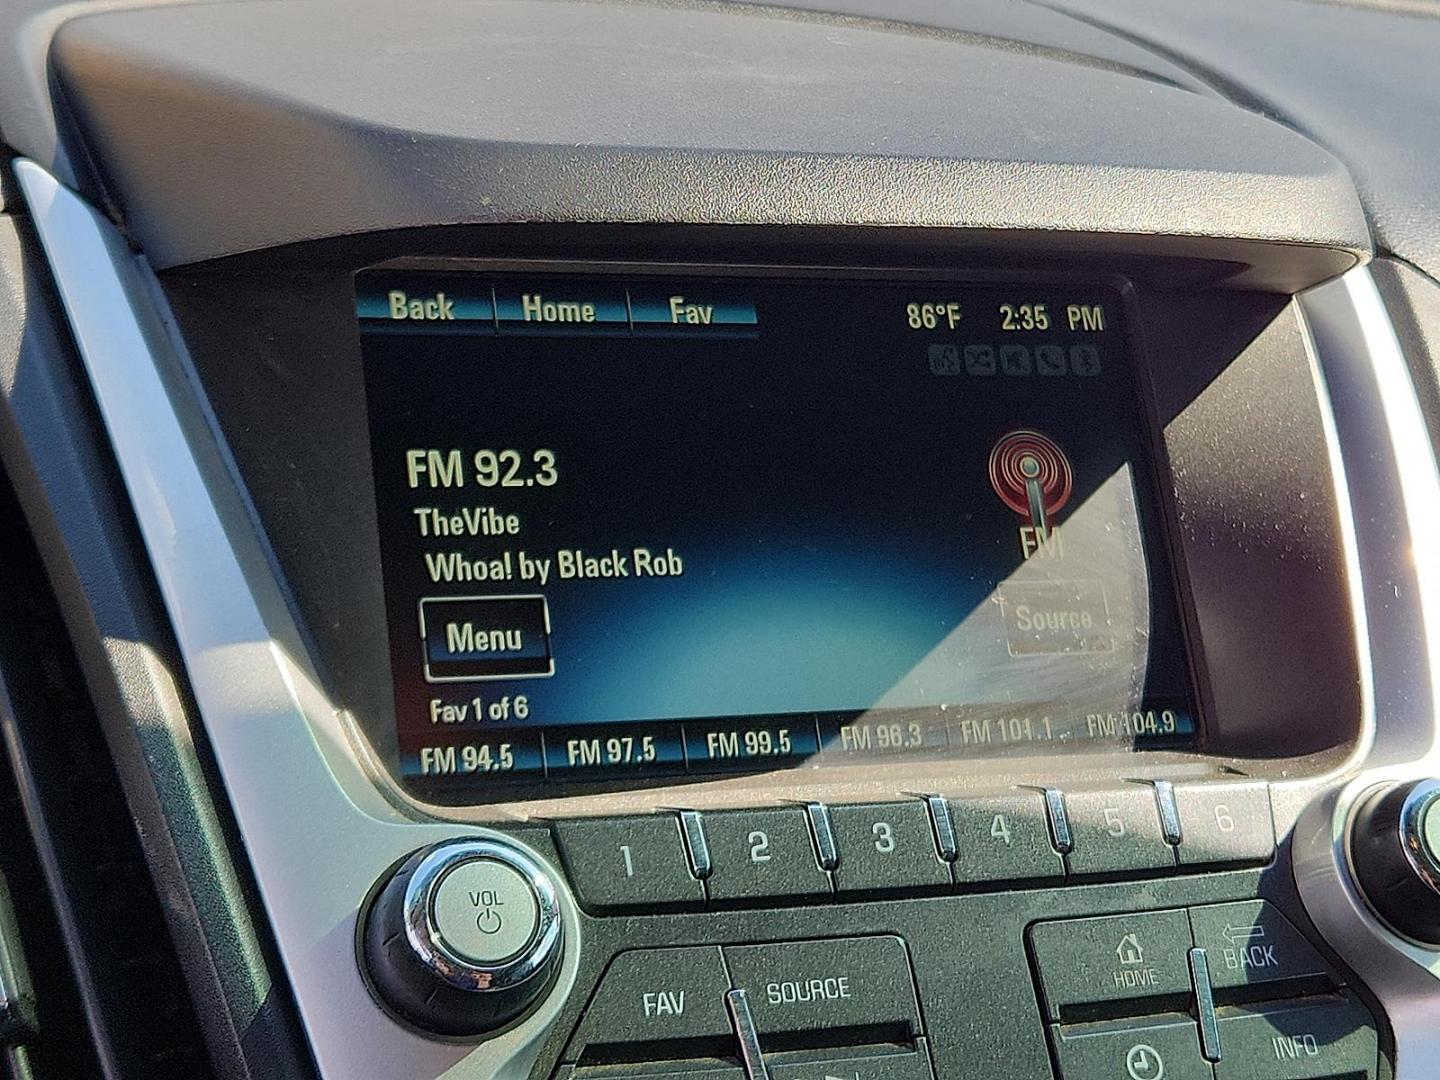 Back Home Fav 86°F 2:35 PM
FM 92.3
TheVibe
Whoa! by Black Rob
FM
Menu Source
Fav 1 of 6
FM 94.5 FM 97.5 FM 99.5 FM 96.3 FM 101.1 FM 104.9
1 2 3 4 5 6
VOL
FAV SOURCE HOME BACK
INFO